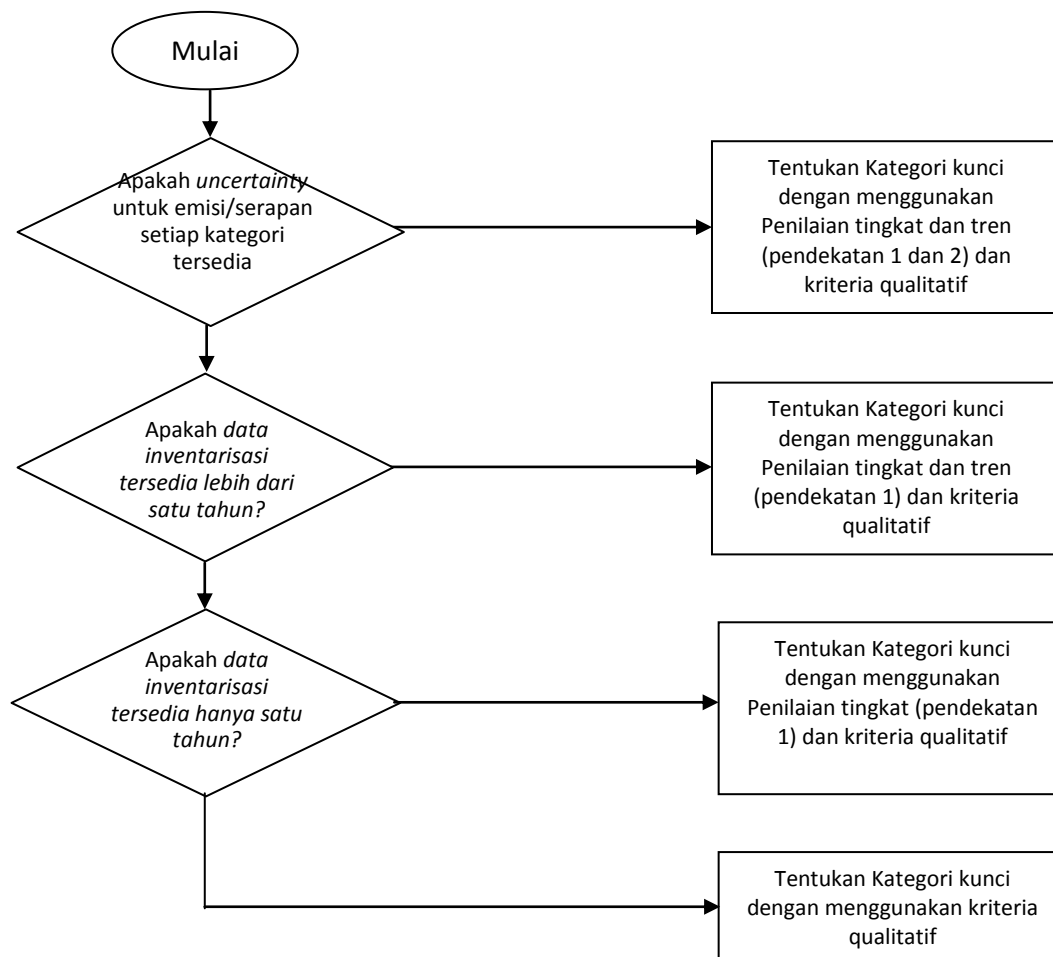 Mulai
Apakah uncertainty
untuk emisi/serapan
setiap kategori
tersedia
Tentukan Kategori kunci
dengan menggunakan
Penilaian tingkat dan tren
(pendekatan 1 dan 2) dan
kriteria qualitatif
Apakah data
inventarisasi
tersedia lebih dari
satu tahun?
Tentukan Kategori kunci
dengan menggunakan
Penilaian tingkat dan tren
(pendekatan 1) dan kriteria
qualitatif
Apakah data
inventarisasi
tersedia hanya satu
tahun?
Tentukan Kategori kunci
dengan menggunakan
Penilaian tingkat (pendekatan
1) dan kriteria qualitatif
Tentukan Kategori kunci
dengan menggunakan kriteria
qualitatif